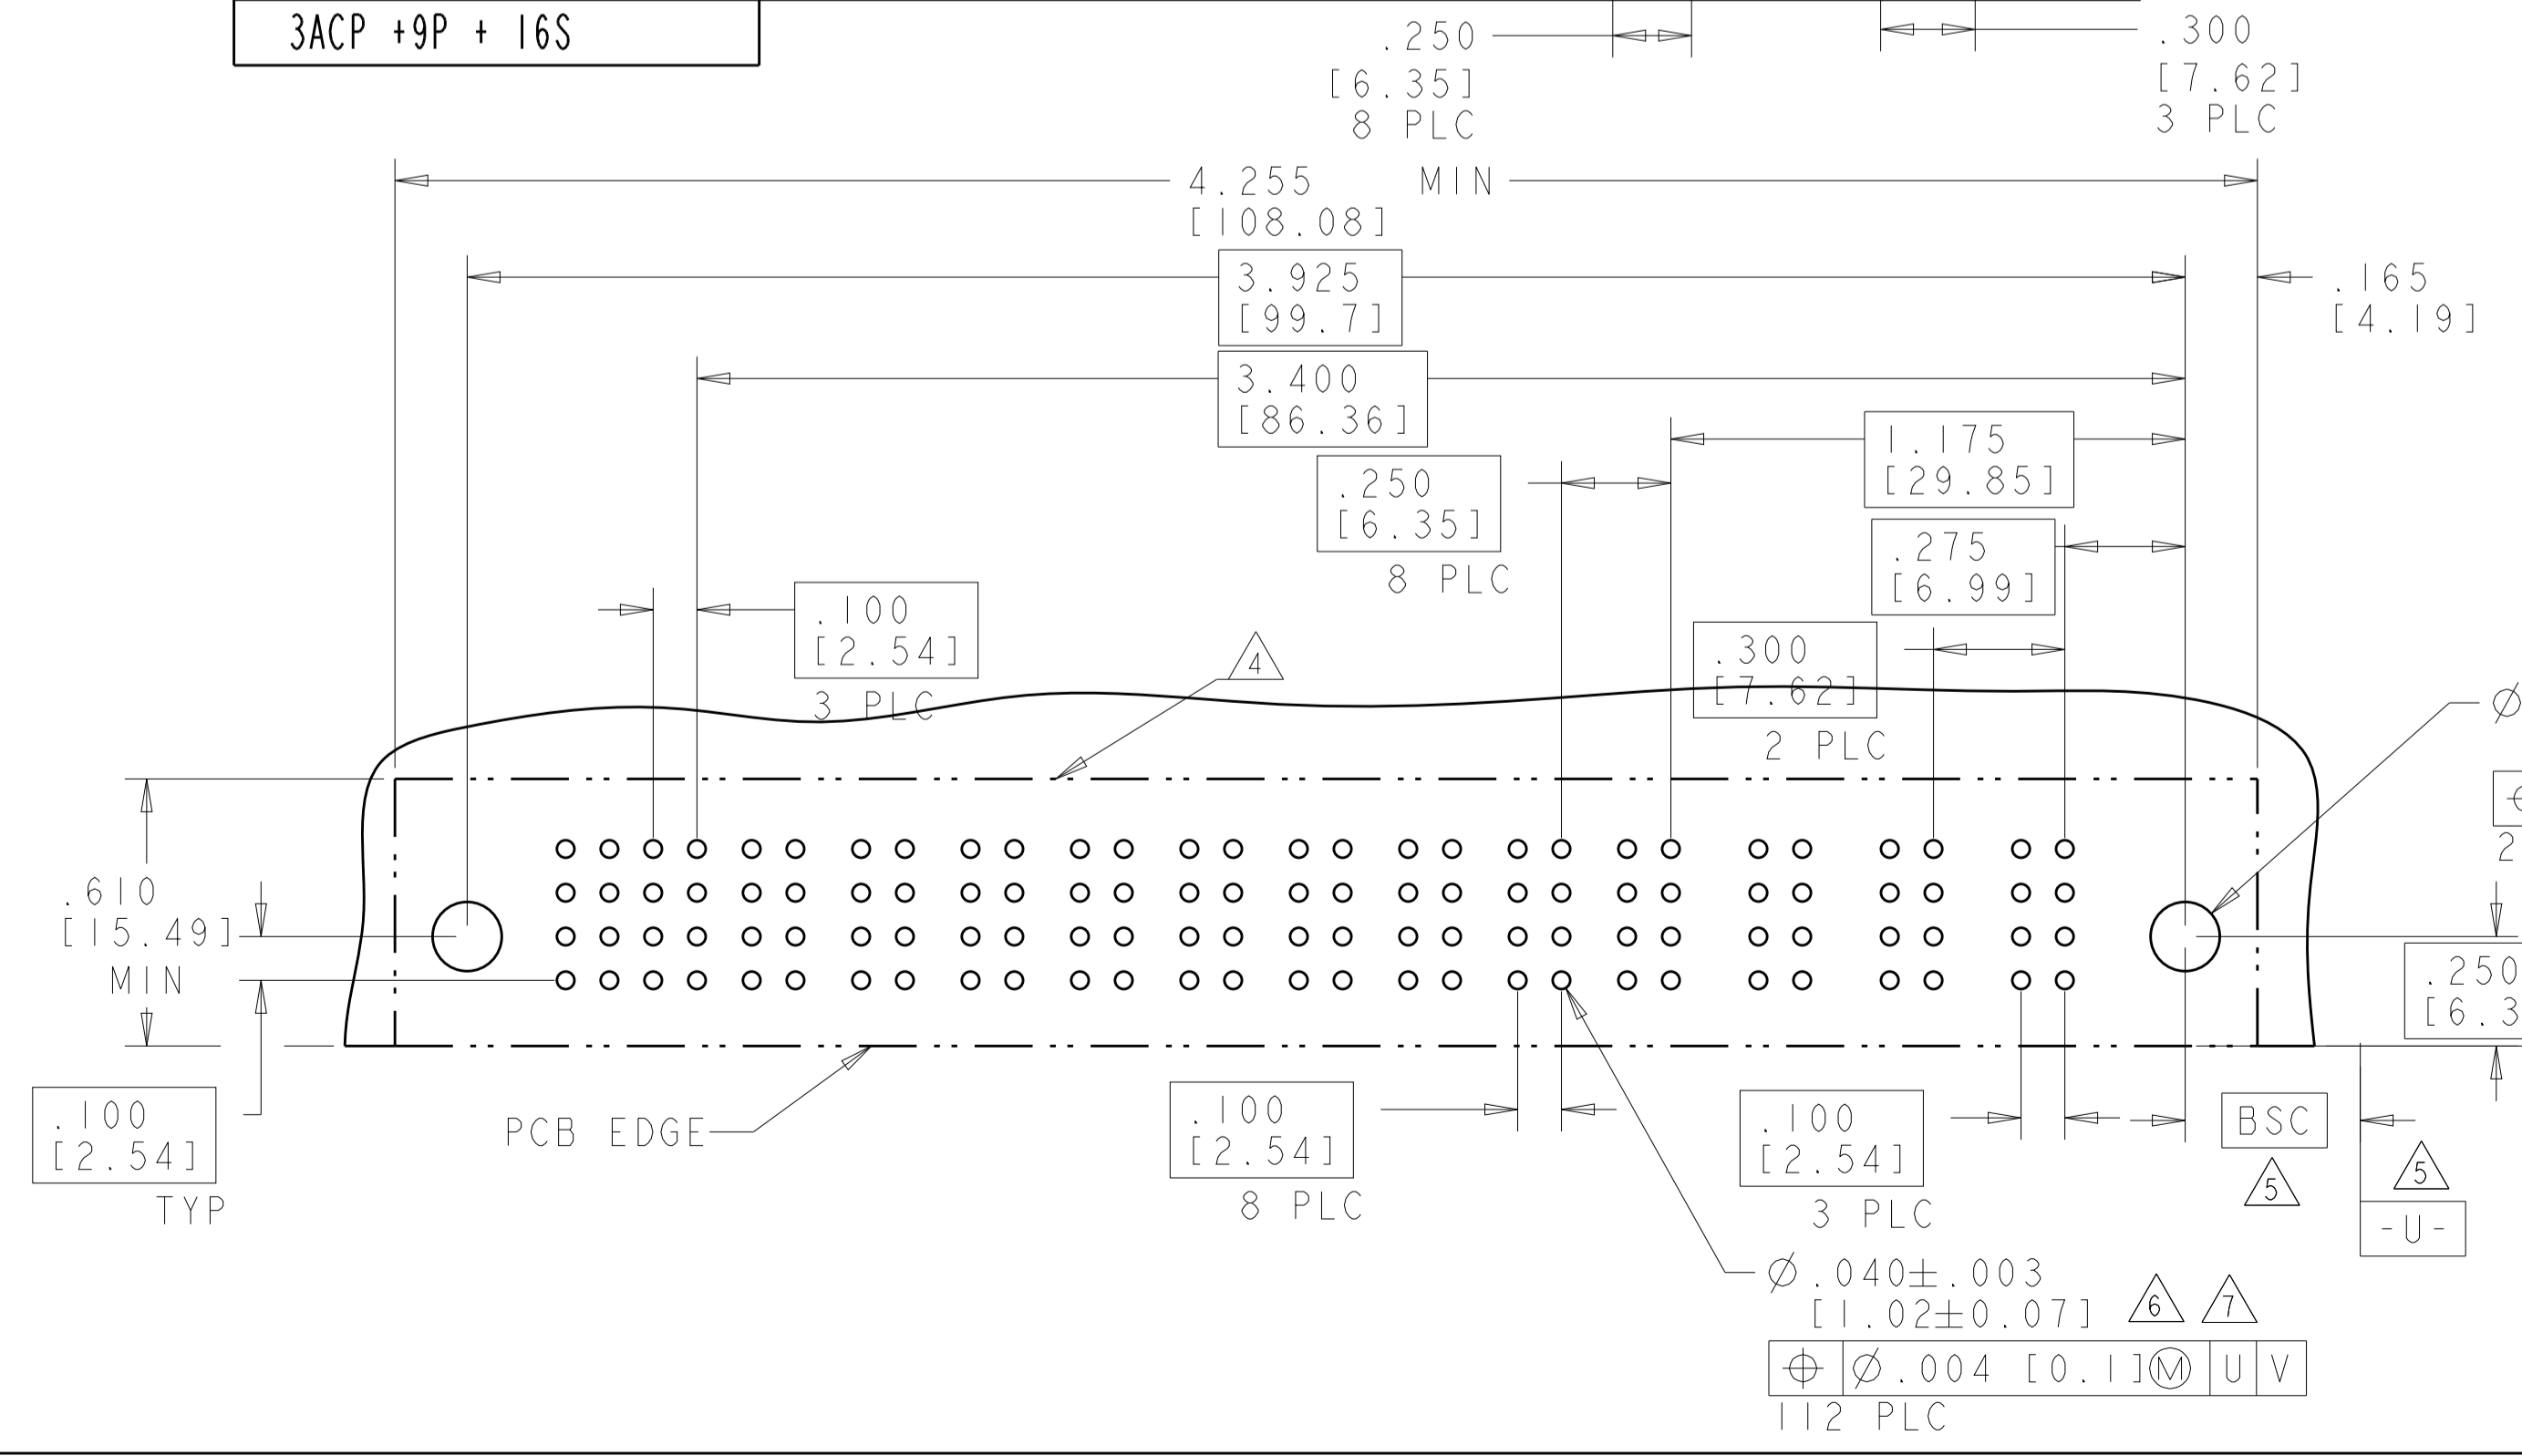 3ACP +9P + 16S
.250
[6.35]
8 PLC
.300
[7.62]
3 PLC
4.255 MIN
[108.08]
3.925
[99.7]
.165
[4.19]
3.400
[86.36]
1.175
[29.85]
.250
[6.35]
8 PLC
.275
[6.99]
.100
[2.54]
3 PLC
4
.300
[7.62]
2 PLC
Ø
2
.610
[15.49]
MIN
.250
[6.3
.100
[2.54]
TYP
PCB EDGE
.100
[2.54]
8 PLC
.100
[2.54]
3 PLC
BSC
5
5
-U-
Ø.040±.003
[1.02±0.07] 6 7
⌖ Ø.004 [0.1]Ⓜ U V
112 PLC